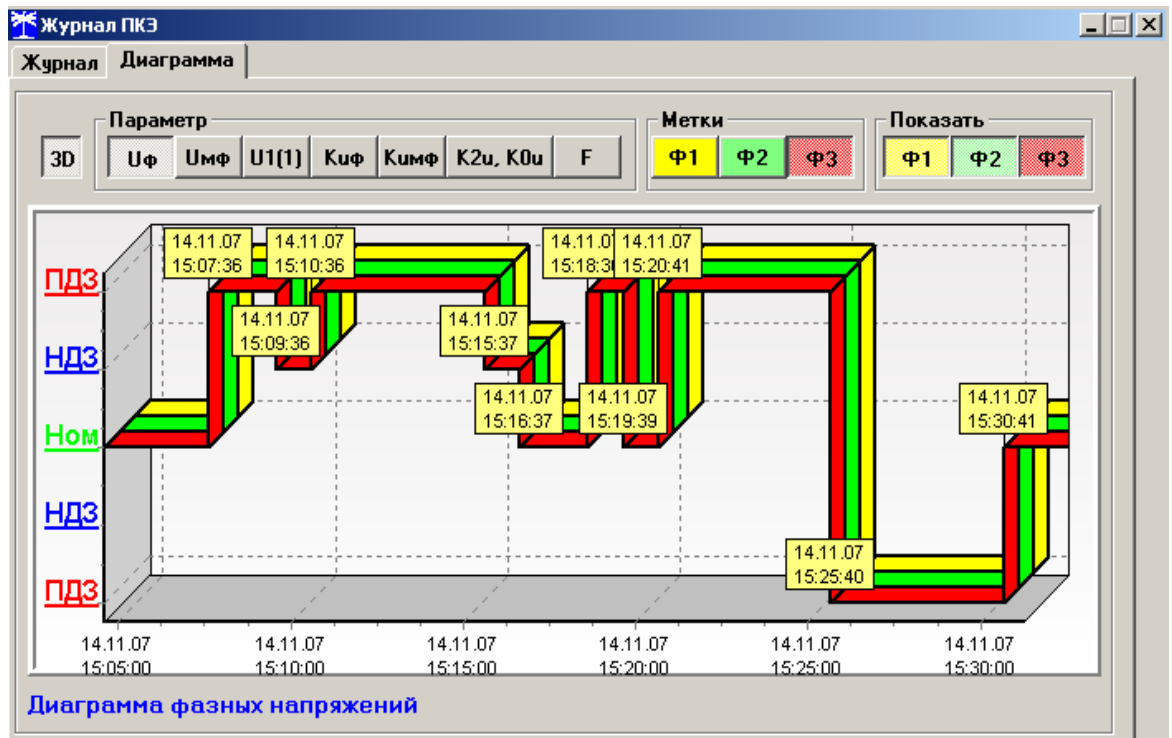 Журнал ПКЭ
Журнал Диаграмма
Параметр Метки Показать
3D Uф Uмф U1(1) Kuф Kuмф K2u, K0u F Ф1 Ф2 Ф3 Ф1 Ф2 Ф3
14.11.07 14.11.07 14.11.0 14.11.07
15:07:36 15:10:36 15:18:3 15:20:41
ПДЗ
14.11.07 14.11.07
15:09:36 15:15:37
НДЗ
14.11.07 14.11.07 14.11.07
15:16:37 15:19:39 15:30:41
Ном
НДЗ
14.11.07
15:25:40
ПДЗ
14.11.07 14.11.07 14.11.07 14.11.07 14.11.07 14.11.07
15:05:00 15:10:00 15:15:00 15:20:00 15:25:00 15:30:00
Диаграмма фазных напряжений